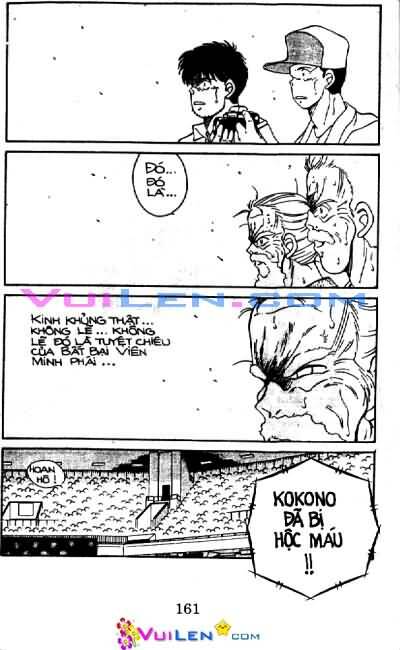 ĐÓ...
ĐÓ
LÀ...
VUILEN.COM
KINH KHỦNG THẬT...
KHÔNG LẼ... KHÔNG
LẼ ĐÓ LÀ TUYỆT CHIÊU
CỦA BẤT BẠI VIÊN
MINH PHÁI...
HOAN
HÔ!
KOKONO
ĐÃ BỊ
HỘC MÁU
!!
161
VUILEN.COM